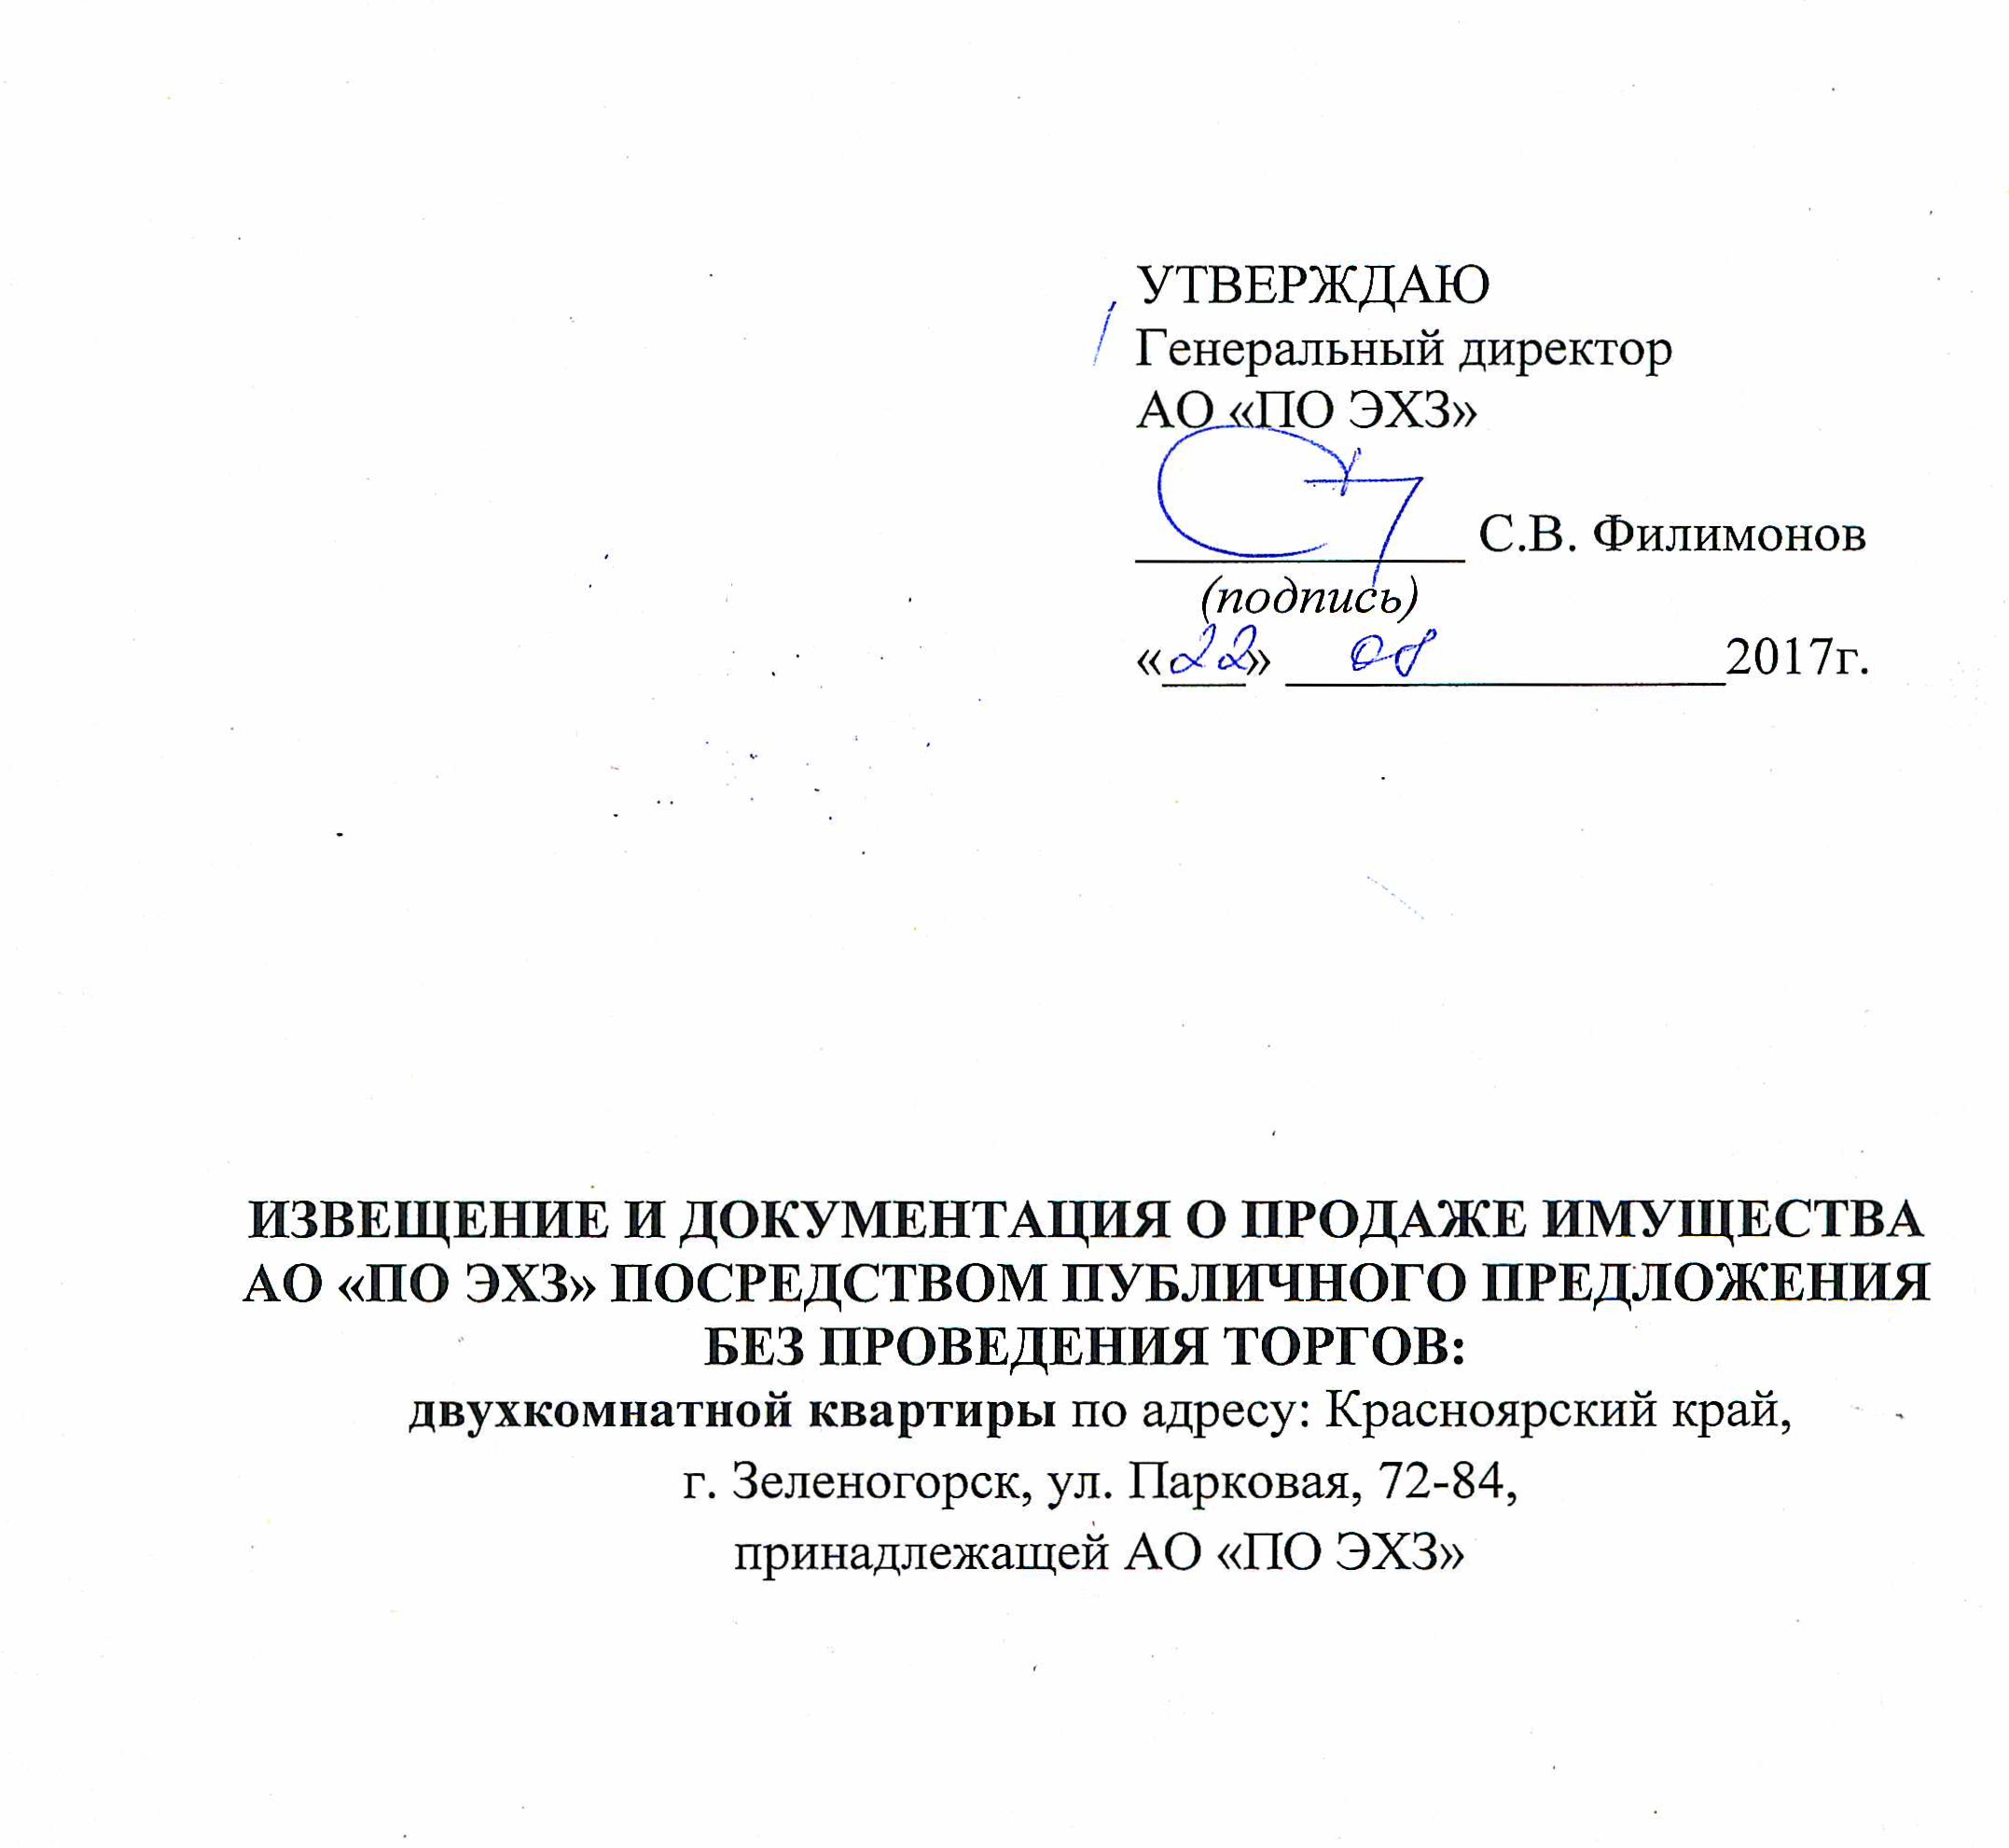 УТВЕРЖДАЮ
Генеральный директор
АО «ПО ЭХЗ»
С.В. Филимонов
(подпись)
«22» 08 2017г.
ИЗВЕЩЕНИЕ И ДОКУМЕНТАЦИЯ О ПРОДАЖЕ ИМУЩЕСТВА
АО «ПО ЭХЗ» ПОСРЕДСТВОМ ПУБЛИЧНОГО ПРЕДЛОЖЕНИЯ
БЕЗ ПРОВЕДЕНИЯ ТОРГОВ:
двухкомнатной квартиры по адресу: Красноярский край,
г. Зеленогорск, ул. Парковая, 72-84,
принадлежащей АО «ПО ЭХЗ»